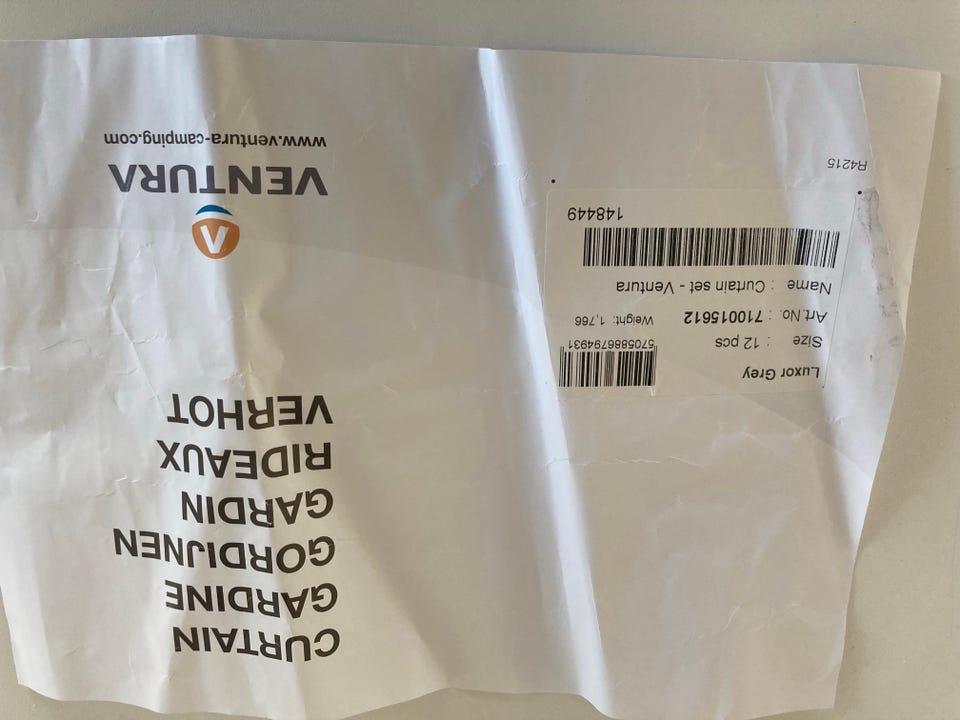 CURTAIN
GARDINE
GORDIJNEN
GARDIN
RIDEAUX
VERHOT
V
VENTURA
www.ventura-camping.com
Luxor Grey
Size : 12 pcs
5705886794931
Art.No. : 710015612 Weight: 1,766
Name : Curtain set - Ventura
148449
R4215